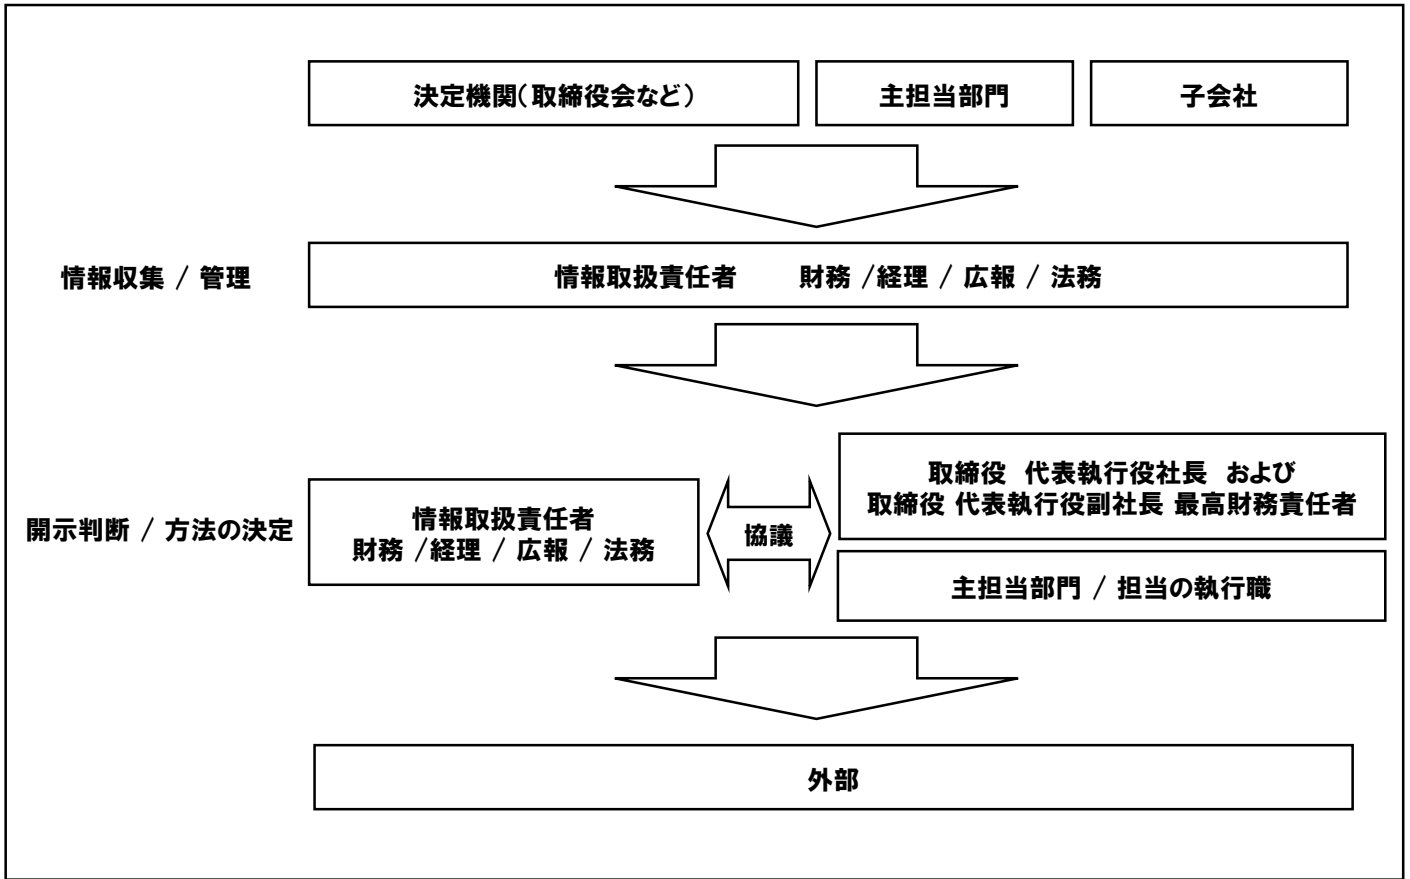 決定機関（取締役会など）
主担当部門
子会社
情報収集 / 管理
情報取扱責任者　　財務 /経理 / 広報 / 法務
開示判断 / 方法の決定
情報取扱責任者
財務 /経理 / 広報 / 法務
協議
取締役　代表執行役社長　および
取締役 代表執行役副社長 最高財務責任者
主担当部門 / 担当の執行職
外部